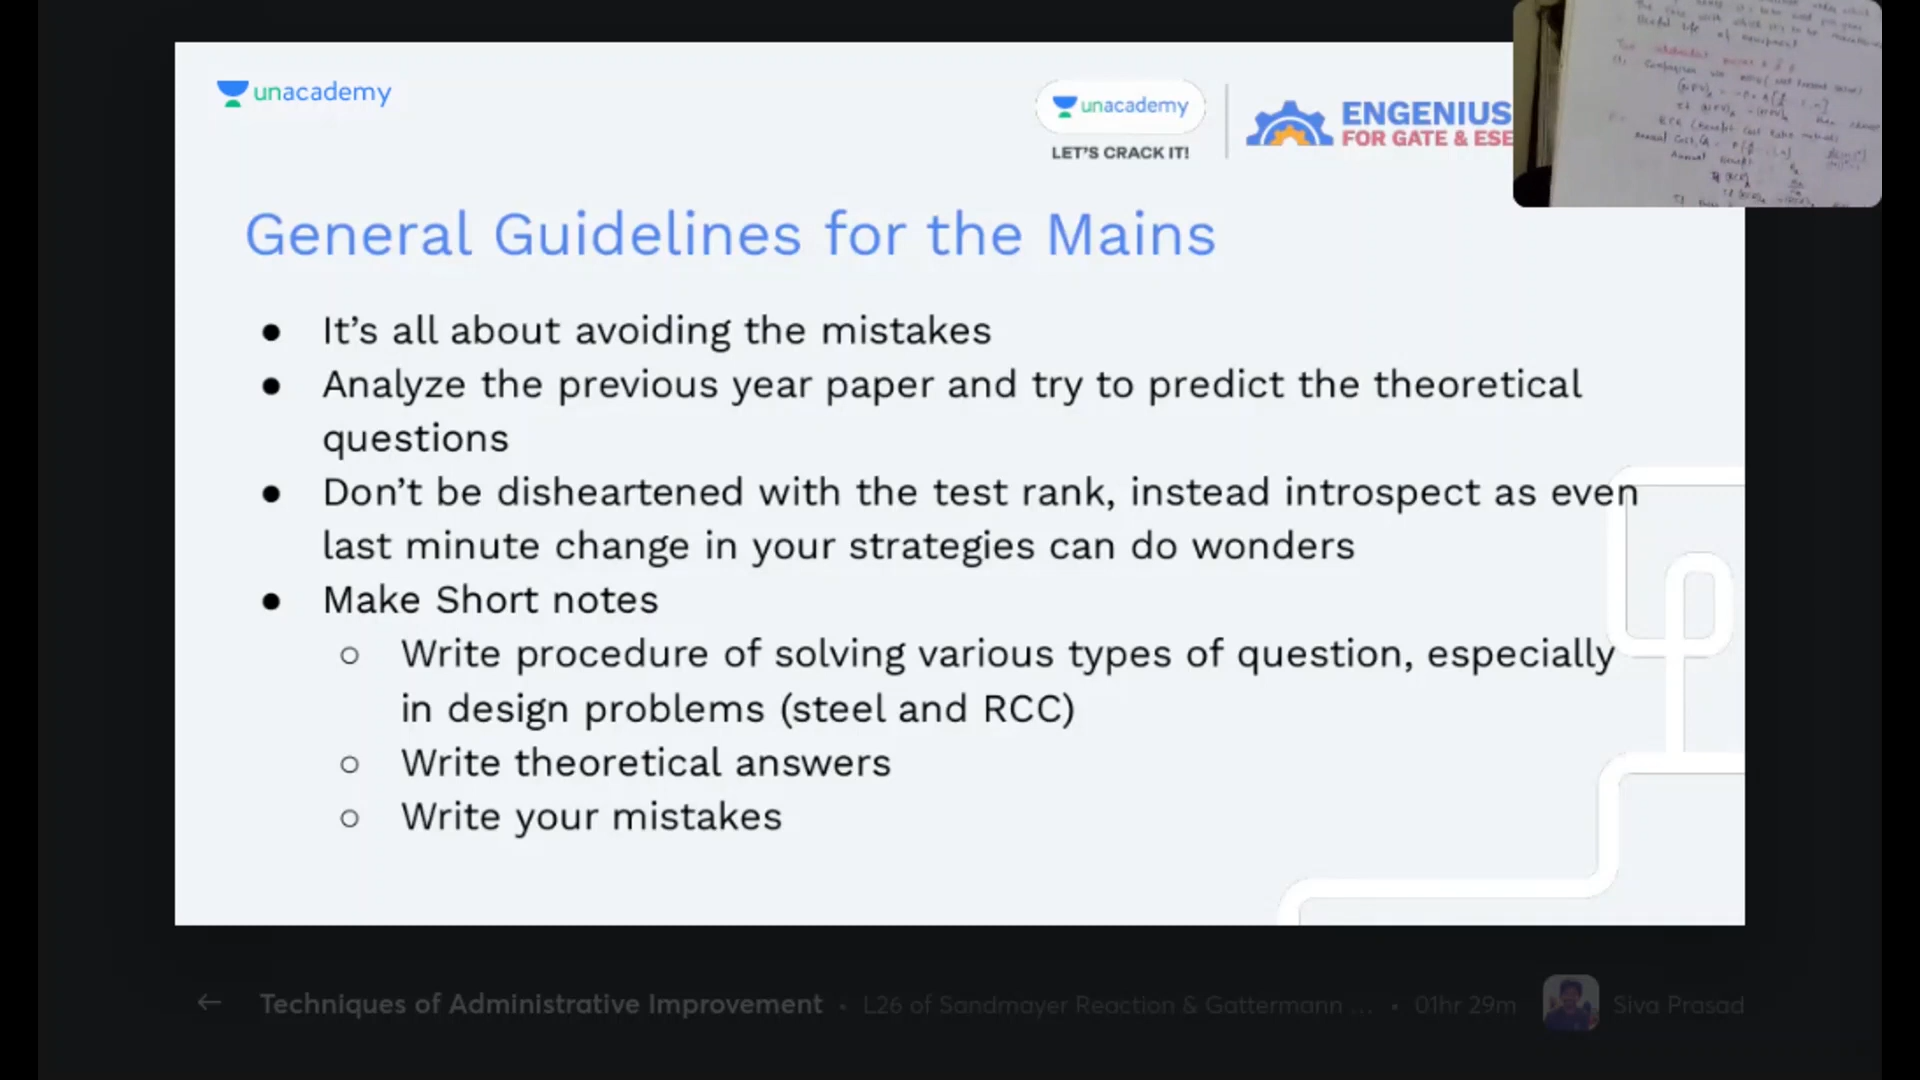 unacademy
unacademy
LET'S CRACK IT!
ENGENIUS
FOR GATE & ESE
General Guidelines for the Mains
● It's all about avoiding the mistakes
● Analyze the previous year paper and try to predict the theoretical
questions
● Don't be disheartened with the test rank, instead introspect as even
last minute change in your strategies can do wonders
● Make Short notes
○ Write procedure of solving various types of question, especially
in design problems (steel and RCC)
○ Write theoretical answers
○ Write your mistakes
← Techniques of Administrative Improvement • L26 of Sandmayer Reaction & Gattermann ... • 01hr 29m Siva Prasad